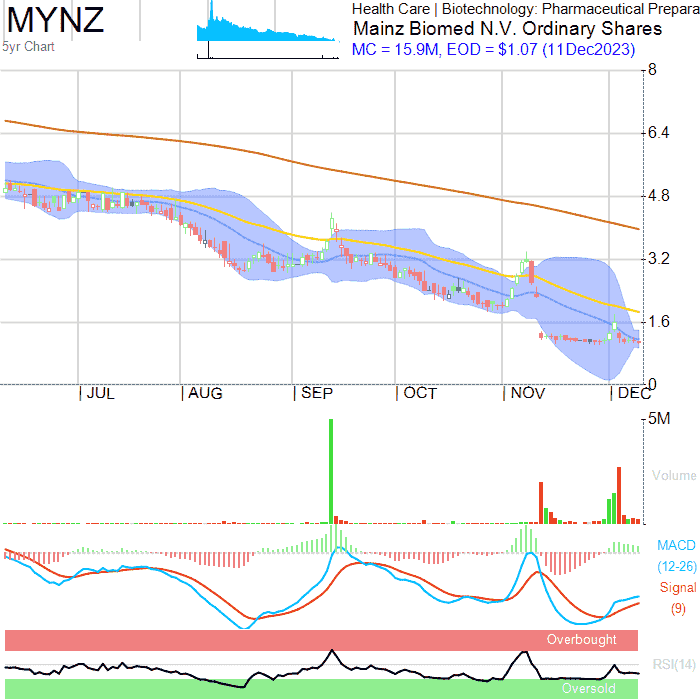 MYNZ
5yr Chart
Health Care | Biotechnology: Pharmaceutical Prepara
Mainz Biomed N.V. Ordinary Shares
MC = 15.9M, EOD = $1.07 (11Dec2023)
8
6.4
4.8
3.2
1.6
0
JUL AUG SEP OCT NOV DEC
5M
Volume
MACD
(12-26)
Signal
(9)
Overbought
RSI(14)
Oversold